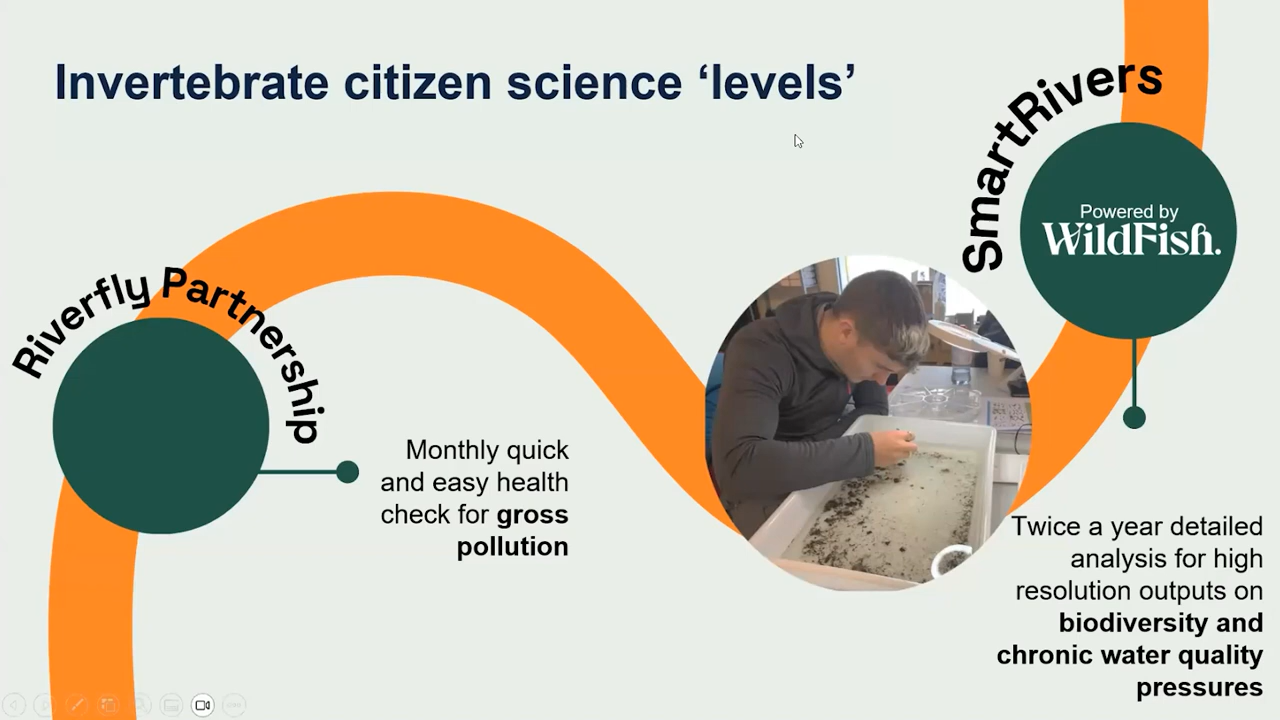 Invertebrate citizen science ‘levels’
SmartRivers
Powered by
WildFish.
Riverfly Partnership
Monthly quick
and easy health
check for gross
pollution
Twice a year detailed
analysis for high
resolution outputs on
biodiversity and
chronic water quality
pressures